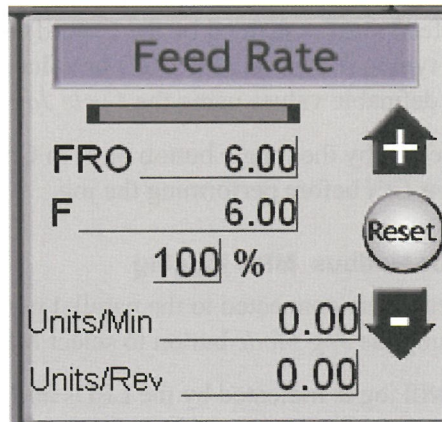 Feed Rate
FRO 6.00
+
F 6.00
Reset
100 %
Units/Min 0.00
-
Units/Rev 0.00